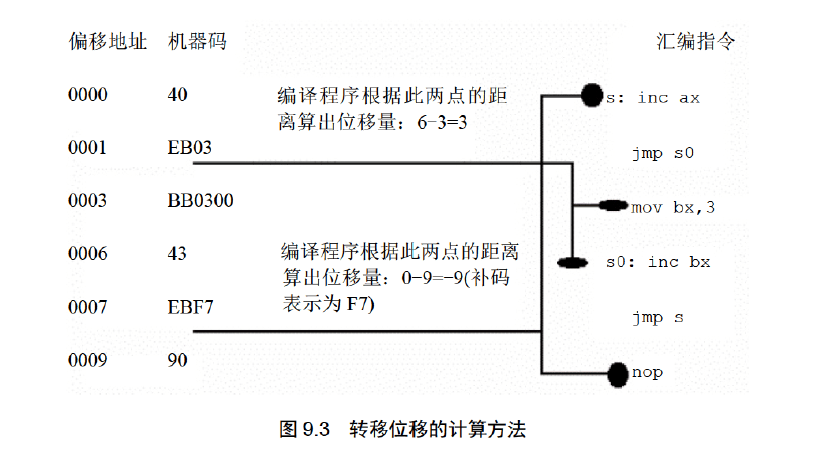 偏移地址 机器码 汇编指令
0000 40 s: inc ax
编译程序根据此两点的距
离算出位移量：6−3=3
0001 EB03 jmp s0
0003 BB0300 mov bx,3
0006 43 s0: inc bx
编译程序根据此两点的距离
算出位移量：0−9=−9(补码
表示为 F7)
0007 EBF7 jmp s
0009 90 nop
图 9.3 转移位移的计算方法